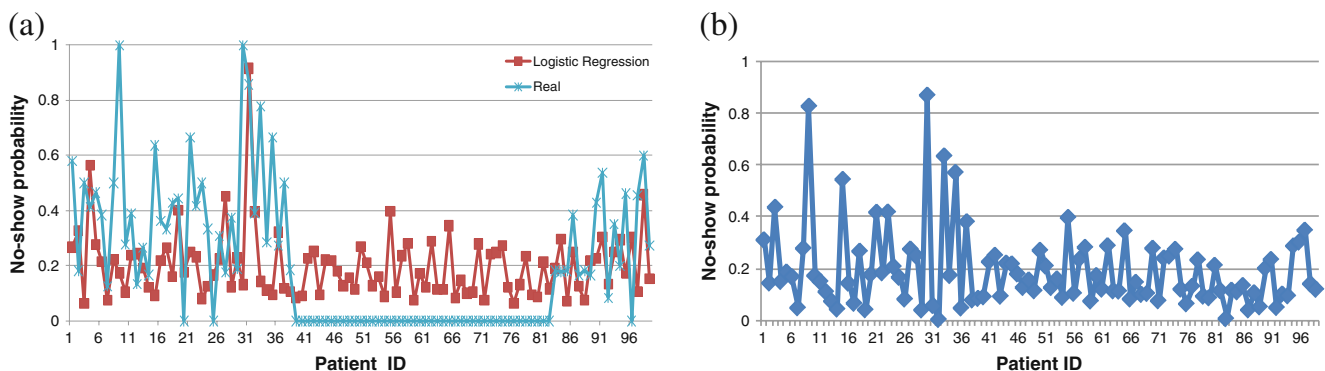 (a)
No-show probability
1
0.8
0.6
0.4
0.2
0
Logistic Regression
Real
1 6 11 16 21 26 31 36 41 46 51 56 61 66 71 76 81 86 91 96
Patient ID
(b)
No-show probability
1
0.8
0.6
0.4
0.2
0
1 6 11 16 21 26 31 36 41 46 51 56 61 66 71 76 81 86 91 96
Patient ID